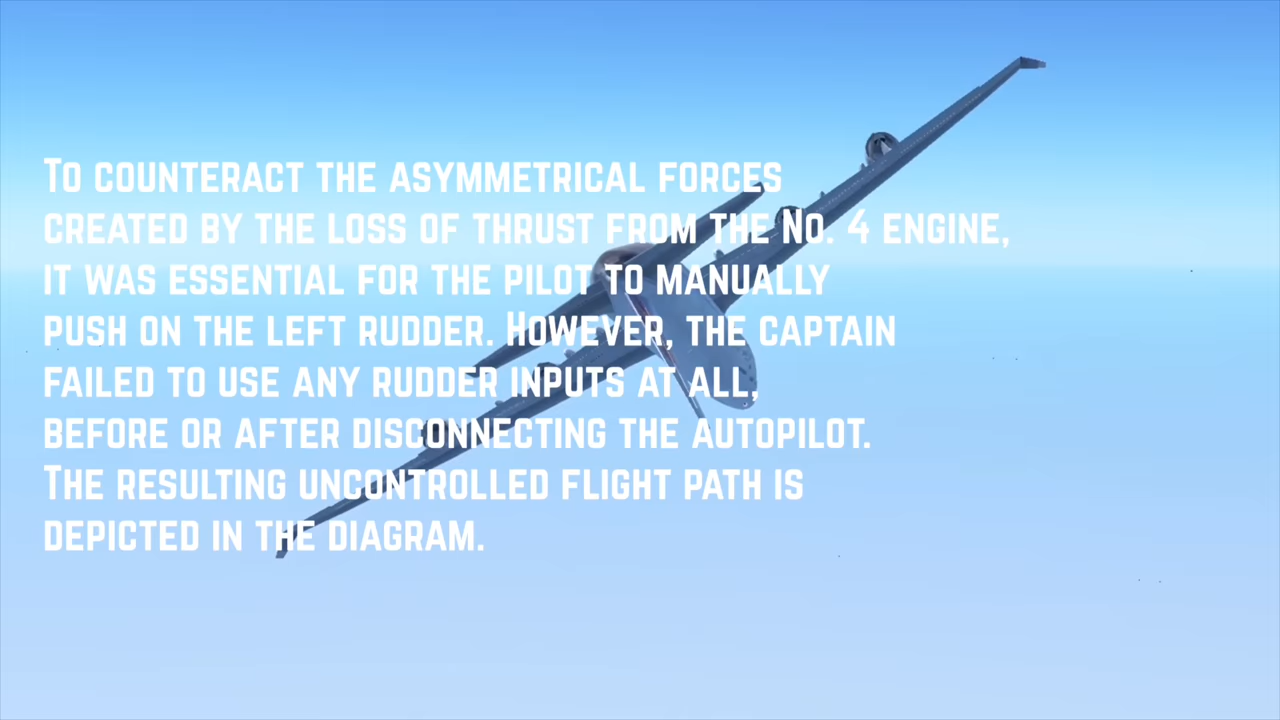 To counteract the asymmetrical forces
created by the loss of thrust from the No. 4 engine,
it was essential for the pilot to manually
push on the left rudder. However, the captain
failed to use any rudder inputs at all,
before or after disconnecting the autopilot.
The resulting uncontrolled flight path is
depicted in the diagram.